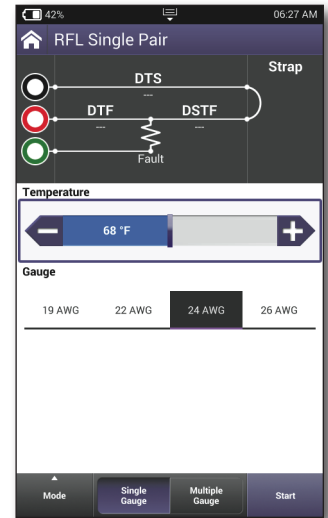 42%
06:27 AM
RFL Single Pair
Strap
DTS
---
DTF
DSTF
---
---
Fault
Temperature
68 °F
Gauge
19 AWG
22 AWG
24 AWG
26 AWG
Mode
Single
Gauge
Multiple
Gauge
Start